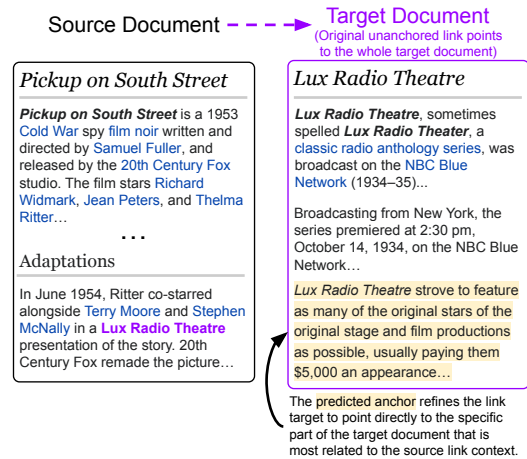 Source Document
Target Document
(Original unanchored link points
to the whole target document)
Pickup on South Street
Pickup on South Street is a 1953
Cold War spy film noir written and
directed by Samuel Fuller, and
released by the 20th Century Fox
studio. The film stars Richard
Widmark, Jean Peters, and Thelma
Ritter…
...
Adaptations
In June 1954, Ritter co-starred
alongside Terry Moore and Stephen
McNally in a Lux Radio Theatre
presentation of the story. 20th
Century Fox remade the picture…
Lux Radio Theatre
Lux Radio Theatre, sometimes
spelled Lux Radio Theater, a
classic radio anthology series, was
broadcast on the NBC Blue
Network (1934–35)...
Broadcasting from New York, the
series premiered at 2:30 pm,
October 14, 1934, on the NBC Blue
Network…
Lux Radio Theatre strove to feature
as many of the original stars of the
original stage and film productions
as possible, usually paying them
$5,000 an appearance…
The predicted anchor refines the link
target to point directly to the specific
part of the target document that is
most related to the source link context.